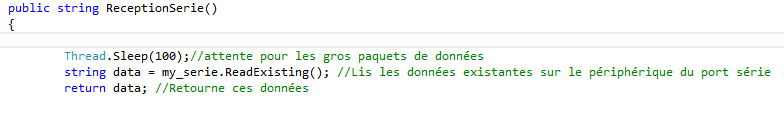 public string ReceptionSerie()
{
Thread.Sleep(100);//attente pour les gros paquets de données
string data = my_serie.ReadExisting(); //Lis les données existantes sur le périphérique du port série
return data; //Retourne ces données